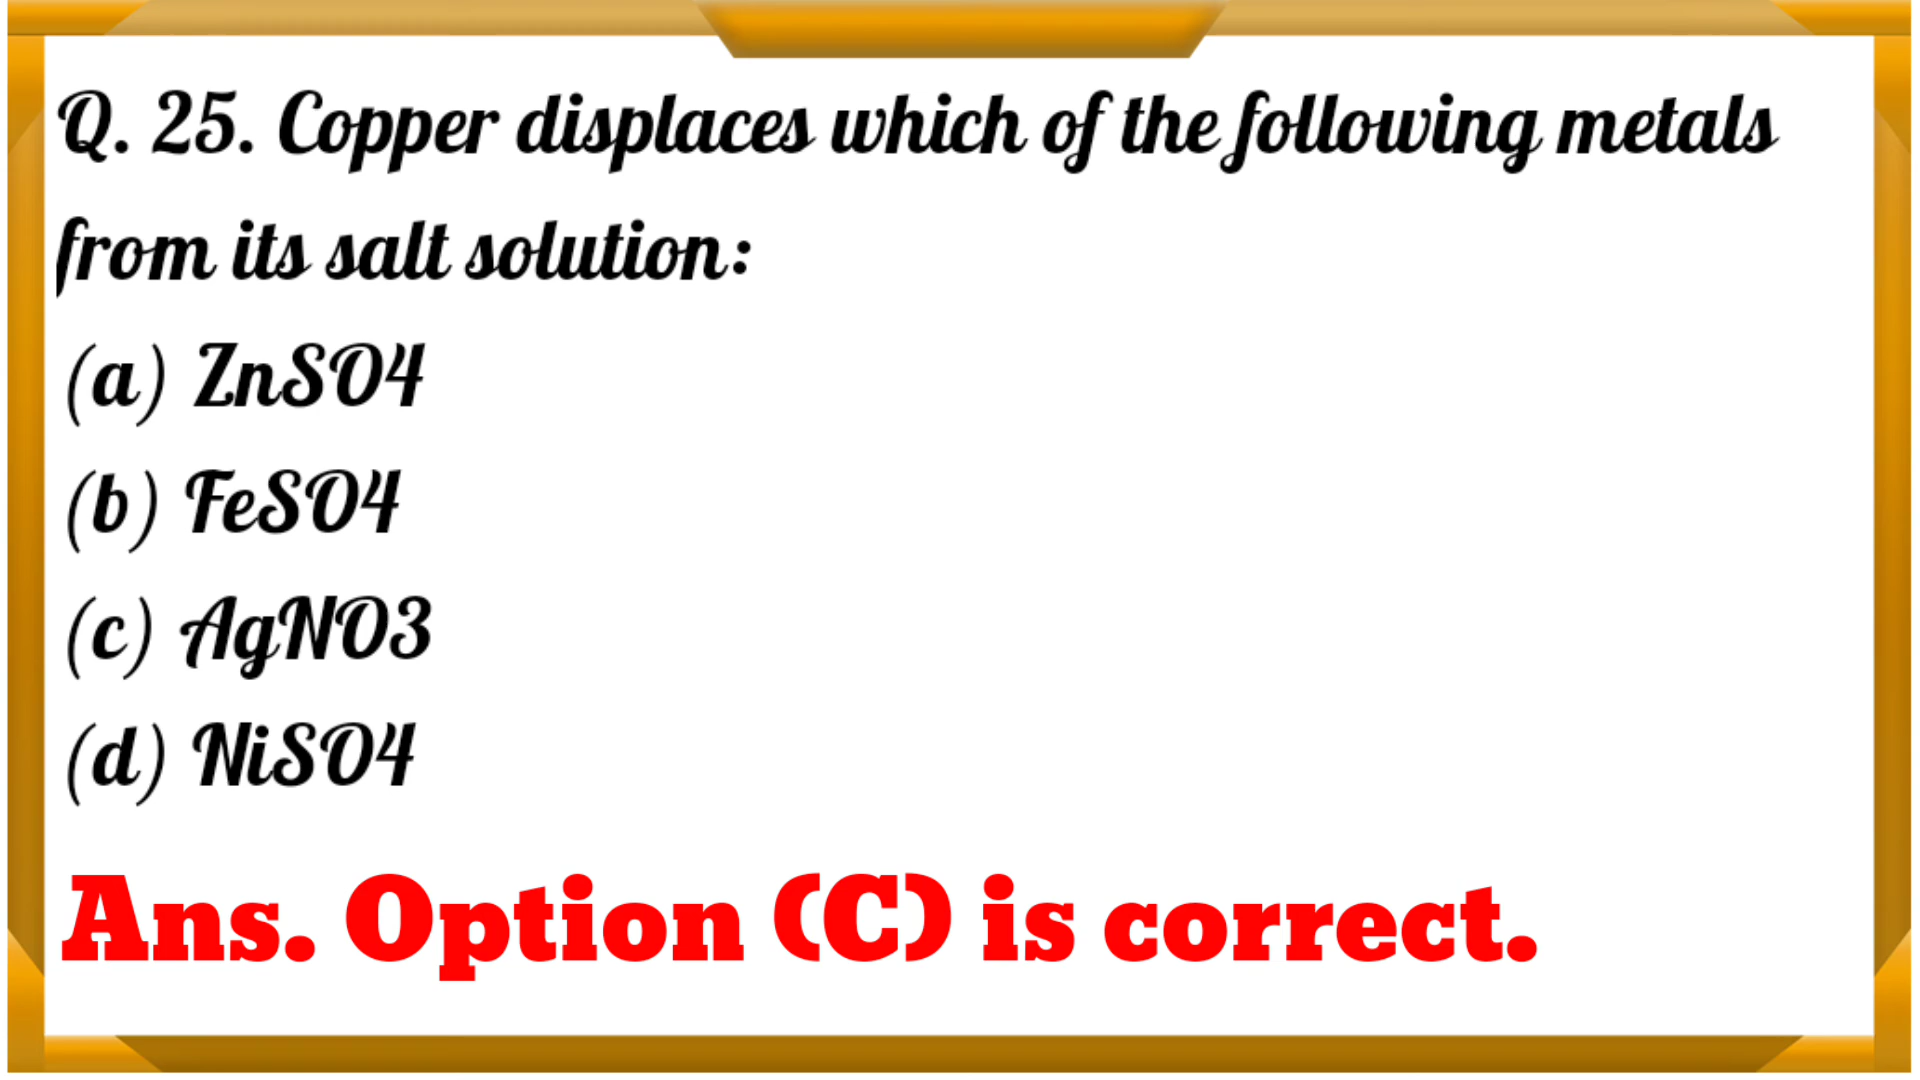 Q. 25. Copper displaces which of the following metals
from its salt solution:
(a) ZnSO4
(b) FeSO4
(c) AgNO3
(d) NiSO4
Ans. Option (C) is correct.